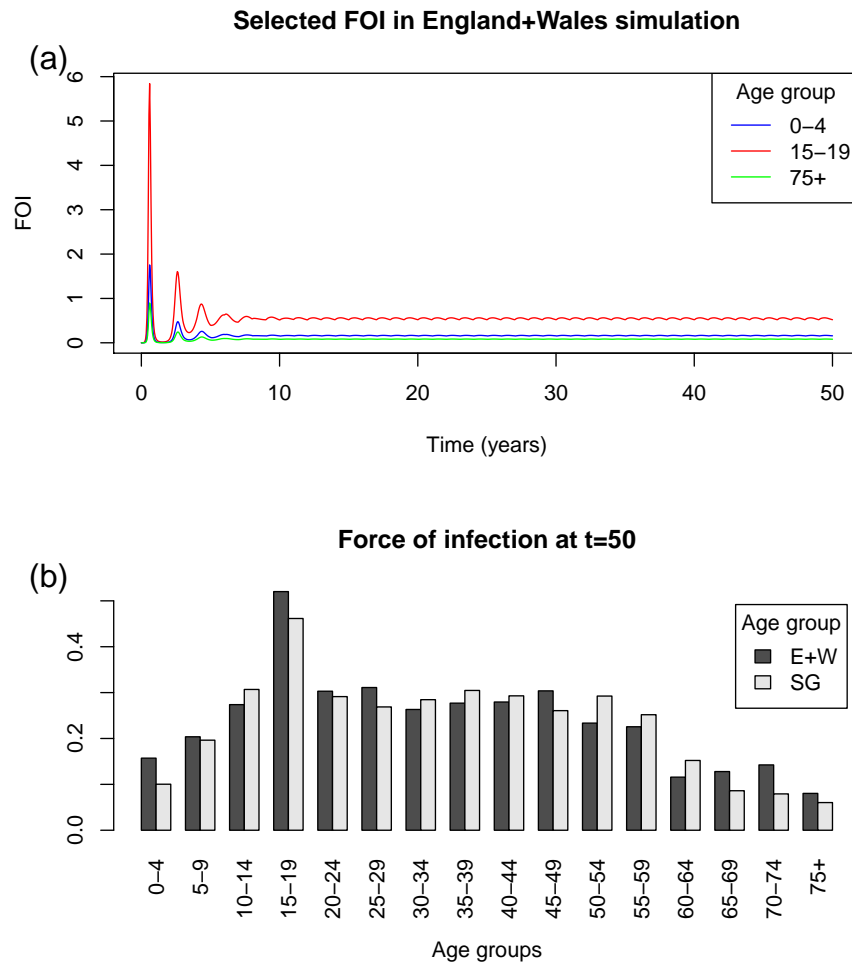 Selected FOI in England+Wales simulation
(a)
FOI
0
1
2
3
4
5
6
Age group
0−4
15−19
75+
0 10 20 30 40 50
Time (years)
Force of infection at t=50
(b)
0.0
0.2
0.4
Age group
E+W
SG
0−4 5−9 10−14 15−19 20−24 25−29 30−34 35−39 40−44 45−49 50−54 55−59 60−64 65−69 70−74 75+
Age groups